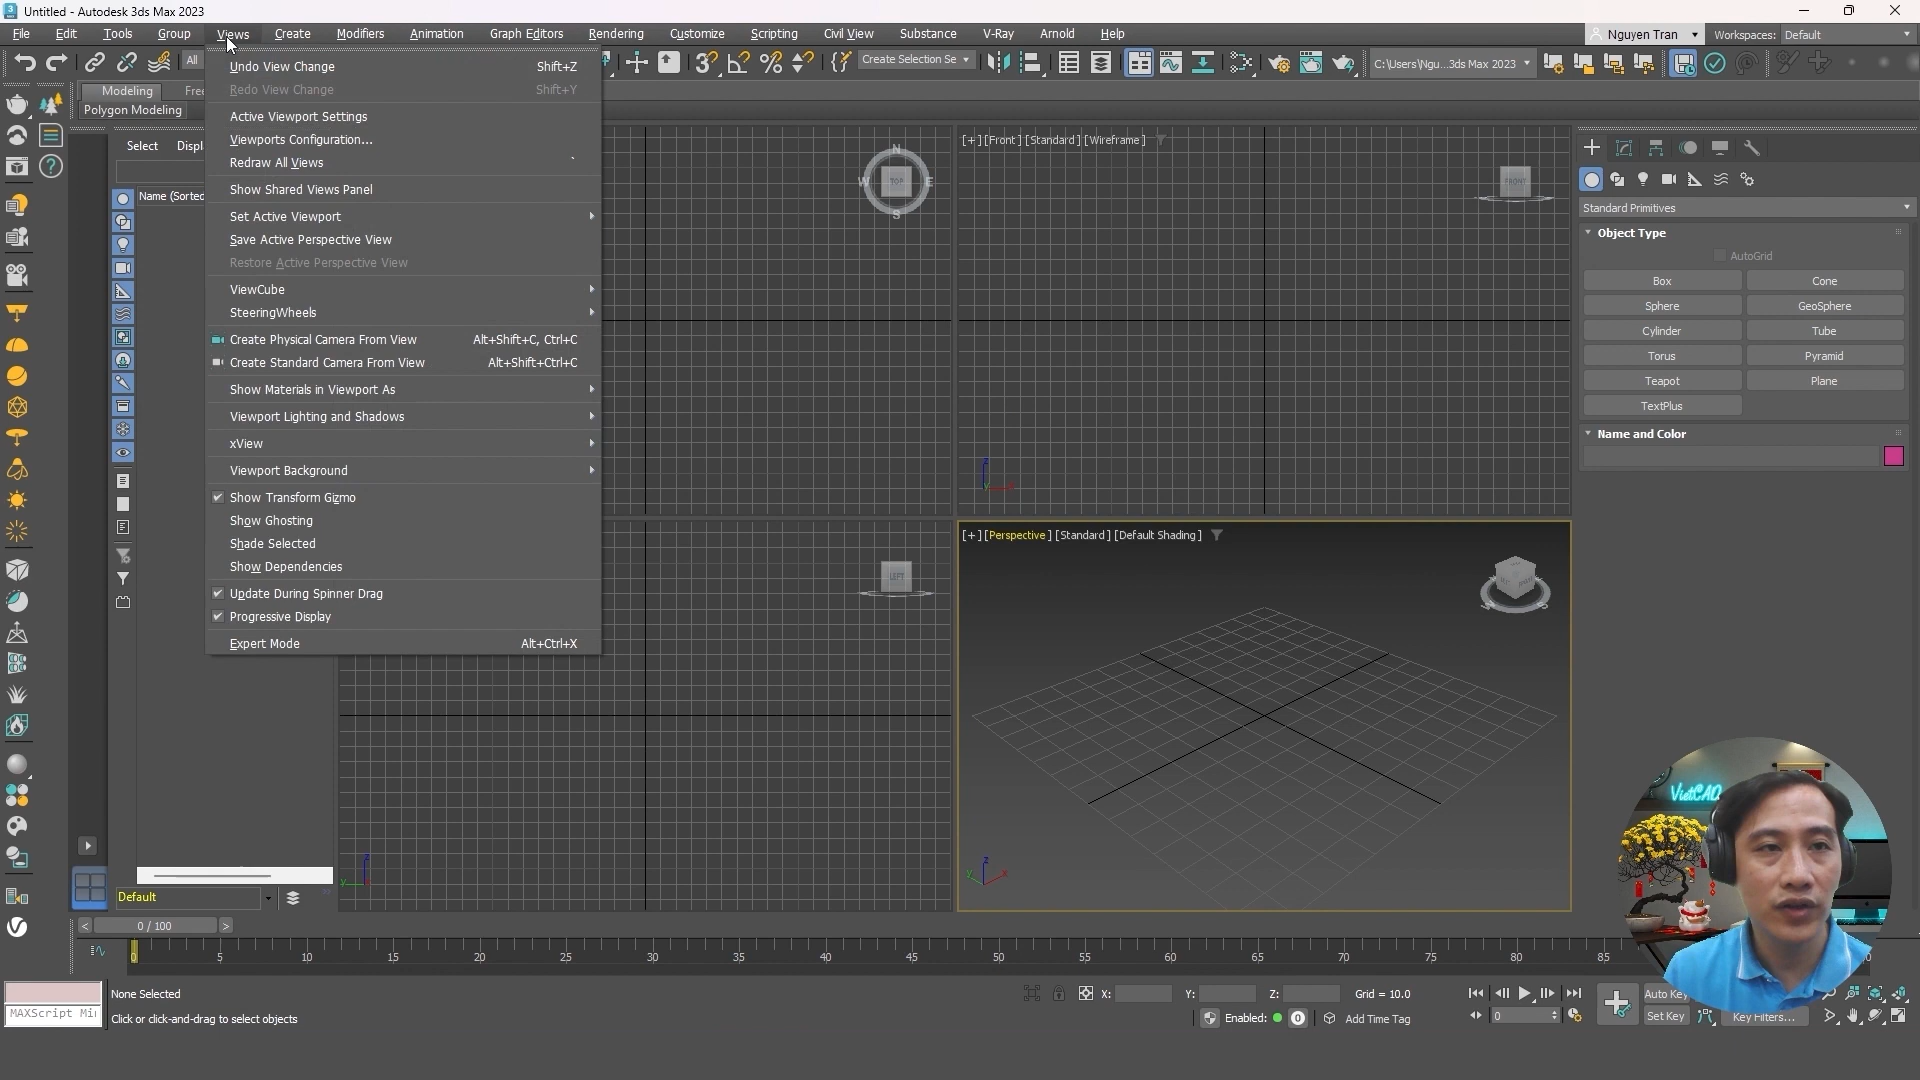 Untitled - Autodesk 3ds Max 2023
File Edit Tools Group Views Create Modifiers Animation Graph Editors Rendering Customize Scripting Civil View Substance V-Ray Arnold Help
Nguyen Tran Workspaces: Default
All
Create Selection Se
C:\Users\Ngu...3ds Max 2023
Modeling
Polygon Modeling
Select
Name (Sorted
Undo View Change Shift+Z
Redo View Change Shift+Y
Active Viewport Settings
Viewports Configuration...
Redraw All Views `
Show Shared Views Panel
Set Active Viewport
Save Active Perspective View
Restore Active Perspective View
ViewCube
SteeringWheels
Create Physical Camera From View Alt+Shift+C, Ctrl+C
Create Standard Camera From View Alt+Shift+Ctrl+C
Show Materials in Viewport As
Viewport Lighting and Shadows
xView
Viewport Background
Show Transform Gizmo
Show Ghosting
Shade Selected
Show Dependencies
Update During Spinner Drag
Progressive Display
Expert Mode Alt+Ctrl+X
N
W TOP E
S
[+] [Front] [Standard] [Wireframe]
FRONT
z
y x
LEFT
[+] [Perspective] [Standard] [Default Shading]
z
y x
z
y
Standard Primitives
Object Type
AutoGrid
Box Cone
Sphere GeoSphere
Cylinder Tube
Torus Pyramid
Teapot Plane
TextPlus
Name and Color
VietCAD
Default
< 0 / 100 >
0 5 10 15 20 25 30 35 40 45 50 55 60 65 70 75 80 85
None Selected
X: Y: Z: Grid = 10.0
Auto Key
MAXScript Mi
Click or click-and-drag to select objects
Enabled: 0 Add Time Tag
0
Set Key
Key Filters...